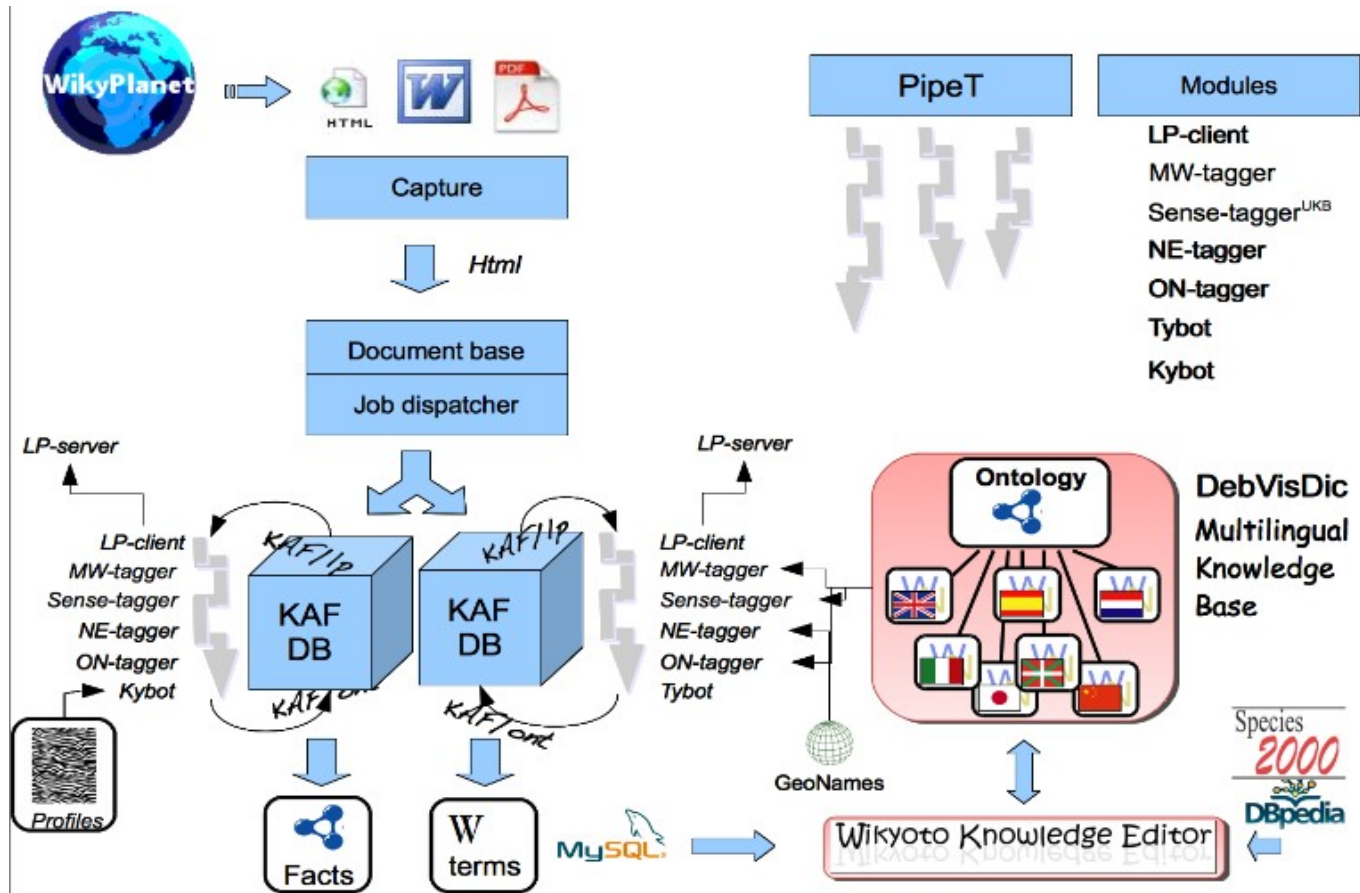 WikyPlanet
HTML
W
PDF
Capture
Html
Document base
Job dispatcher
PipeT
Modules
LP-client
MW-tagger
Sense-taggerUKB
NE-tagger
ON-tagger
Tybot
Kybot
LP-server
LP-client
MW-tagger
Sense-tagger
NE-tagger
ON-tagger
Kybot
Profiles
KAF/lp
KAF
DB
KAF/ont
KAF/lp
KAF
DB
KAF/ont
LP-server
LP-client
MW-tagger
Sense-tagger
NE-tagger
ON-tagger
Tybot
GeoNames
Ontology
DebVisDic
Multilingual
Knowledge
Base
Facts
W
terms
MySQL
Wikyoto Knowledge Editor
Species
2000
DBpedia